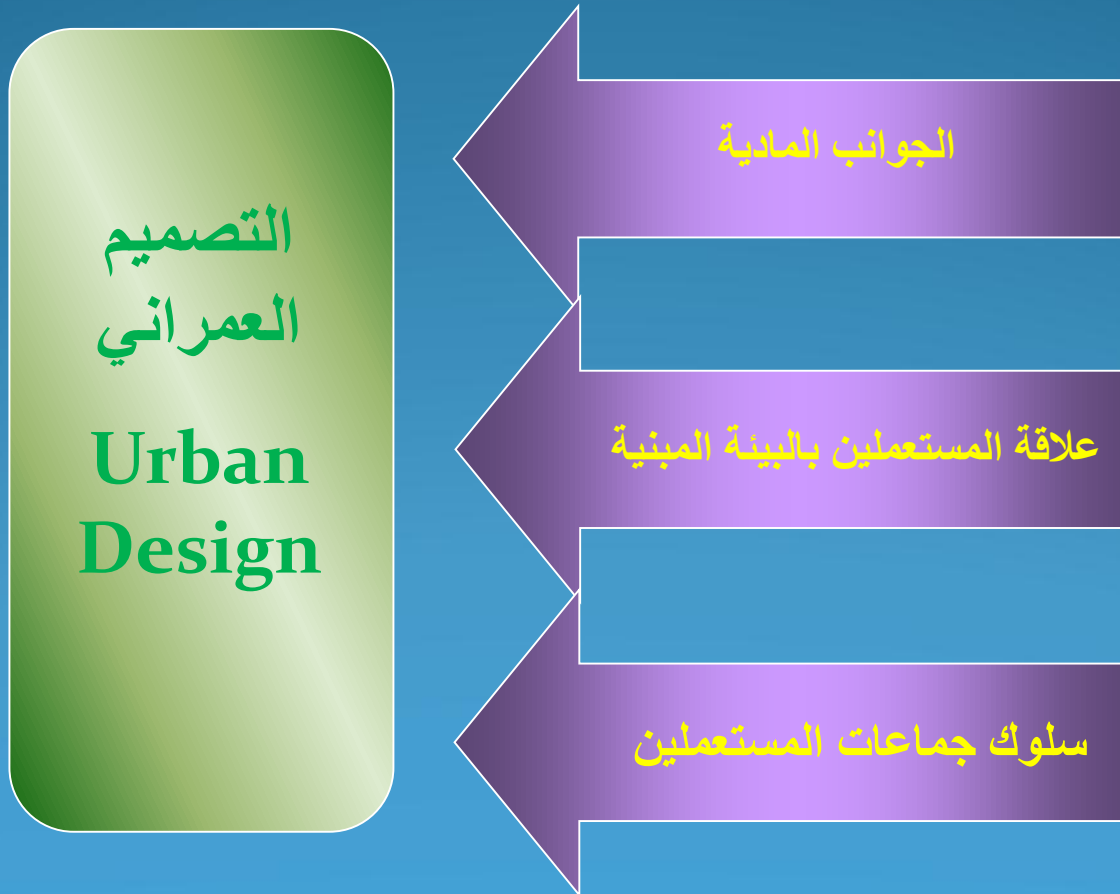 التصميم
العمراني
Urban
Design
الجوانب المادية
علاقة المستعملين بالبيئة المبنية
سلوك جماعات المستعملين